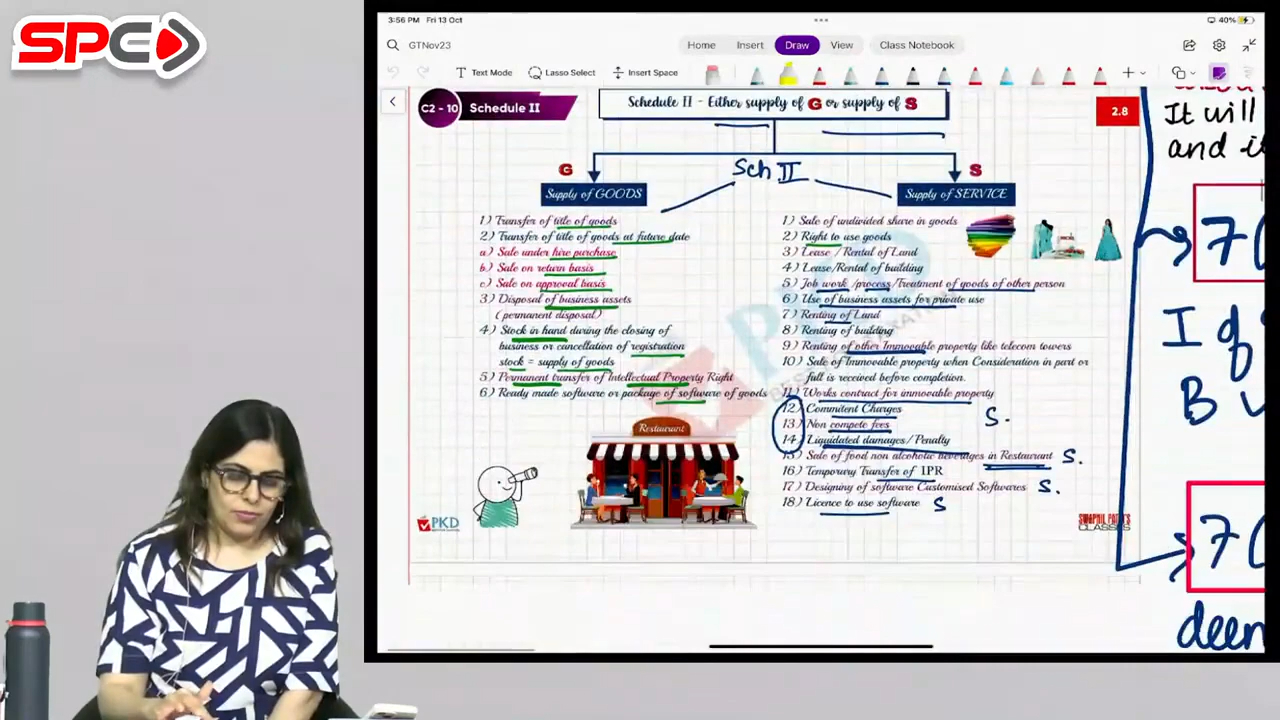 SPC
3:56 PM Fri 13 Oct
40%
GTNov23
Home
Insert
Draw
View
Class Notebook
Text Mode
Lasso Select
Insert Space
C2 - 10
Schedule II
Schedule II - Either supply of G or supply of S
2.8
It will
and i
G
Sch II
S
Supply of GOODS
Supply of SERVICE
1) Transfer of title of goods
2) Transfer of title of goods at future date
a) Sale under hire purchase
b) Sale on return basis
c) Sale on approval basis
3) Disposal of business assets
(permanent disposal)
4) Stock in hand during the closing of
business or cancellation of registration
stock = supply of goods
5) Permanent transfer of Intellectual Property Right
6) Ready made software or package of software of goods
Restaurant
PKD
1) Sale of undivided share in goods
2) Right to use goods
3) Lease / Rental of Land
4) Lease/Rental of building
5) Job work /process/Treatment of goods of other person
6) Use of business assets for private use
7) Renting of Land
8) Renting of building
9) Renting of other Immovable property like telecom towers
10) Sale of Immovable property when Consideration in part or
full is received before completion.
11) Works contract for immovable property
12) Commitent Charges
13) Non compete fees
S.
14) Liquidated damages/ Penalty
15) Sale of food non alcoholic beverages in Restaurant S.
16) Temporary Transfer of IPR
17) Designing of software Customised Softwares S.
18) Licence to use software S
SWAPNIL PATNI'S
CLASSES
7(
I of
B
7(
deem